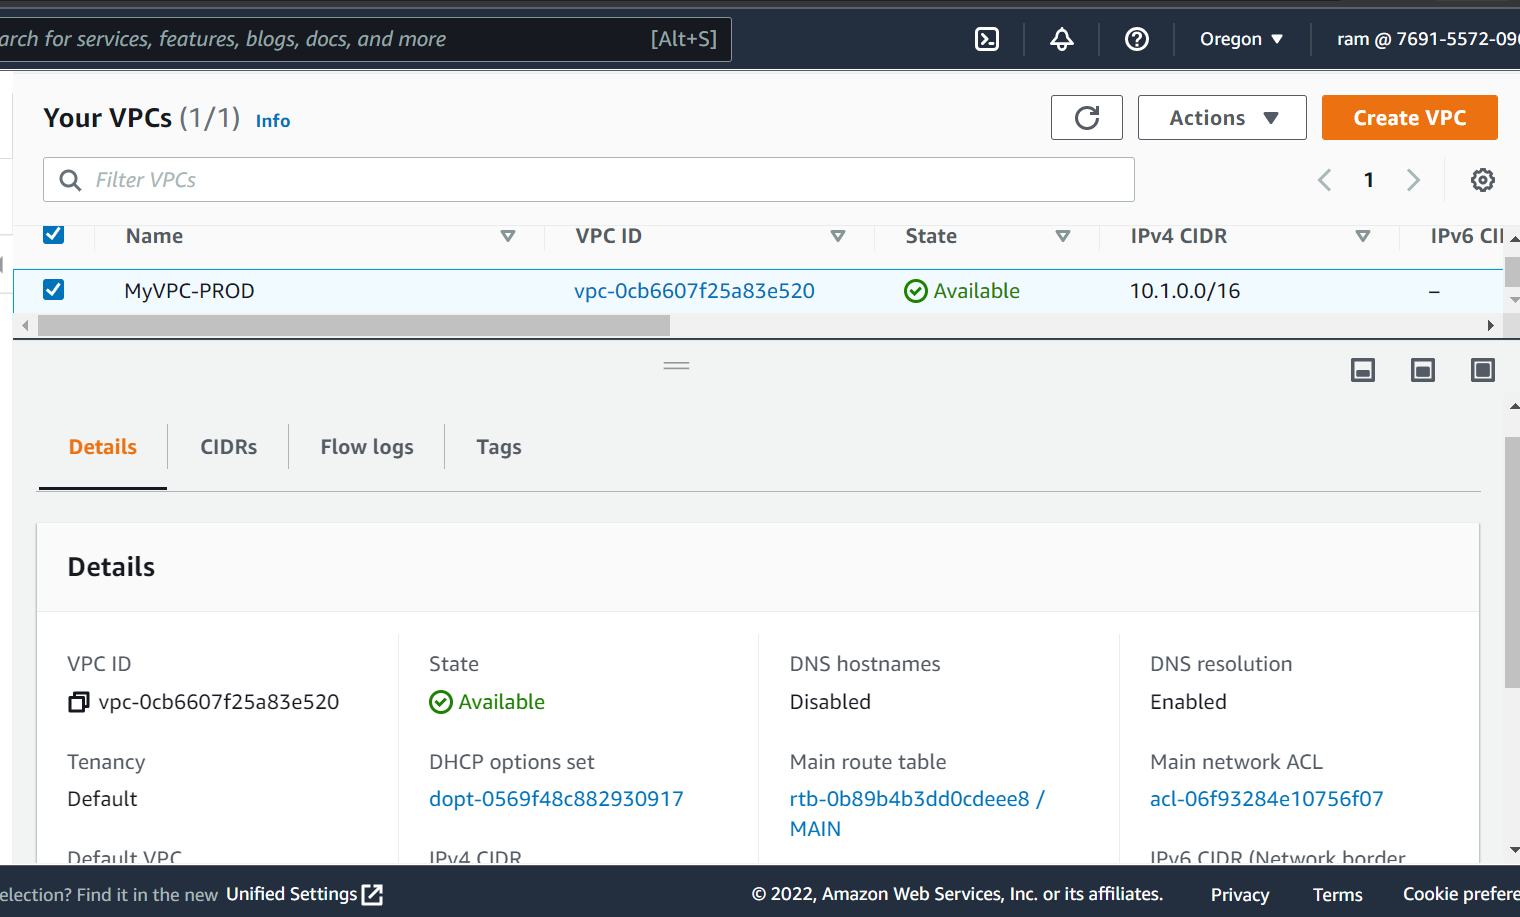 arch for services, features, blogs, docs, and more [Alt+S] Oregon ram @ 7691-5572-09
Your VPCs (1/1) Info Actions Create VPC
Filter VPCs 1
Name VPC ID State IPv4 CIDR IPv6 CI
MyVPC-PROD vpc-0cb6607f25a83e520 Available 10.1.0.0/16 –
Details CIDRs Flow logs Tags
Details
VPC ID State DNS hostnames DNS resolution
vpc-0cb6607f25a83e520 Available Disabled Enabled
Tenancy DHCP options set Main route table Main network ACL
Default dopt-0569f48c882930917 rtb-0b89b4b3dd0cdeee8 / acl-06f93284e10756f07
MAIN
Default VPC IPv4 CIDR IPv6 CIDR (Network border
election? Find it in the new Unified Settings © 2022, Amazon Web Services, Inc. or its affiliates. Privacy Terms Cookie prefere